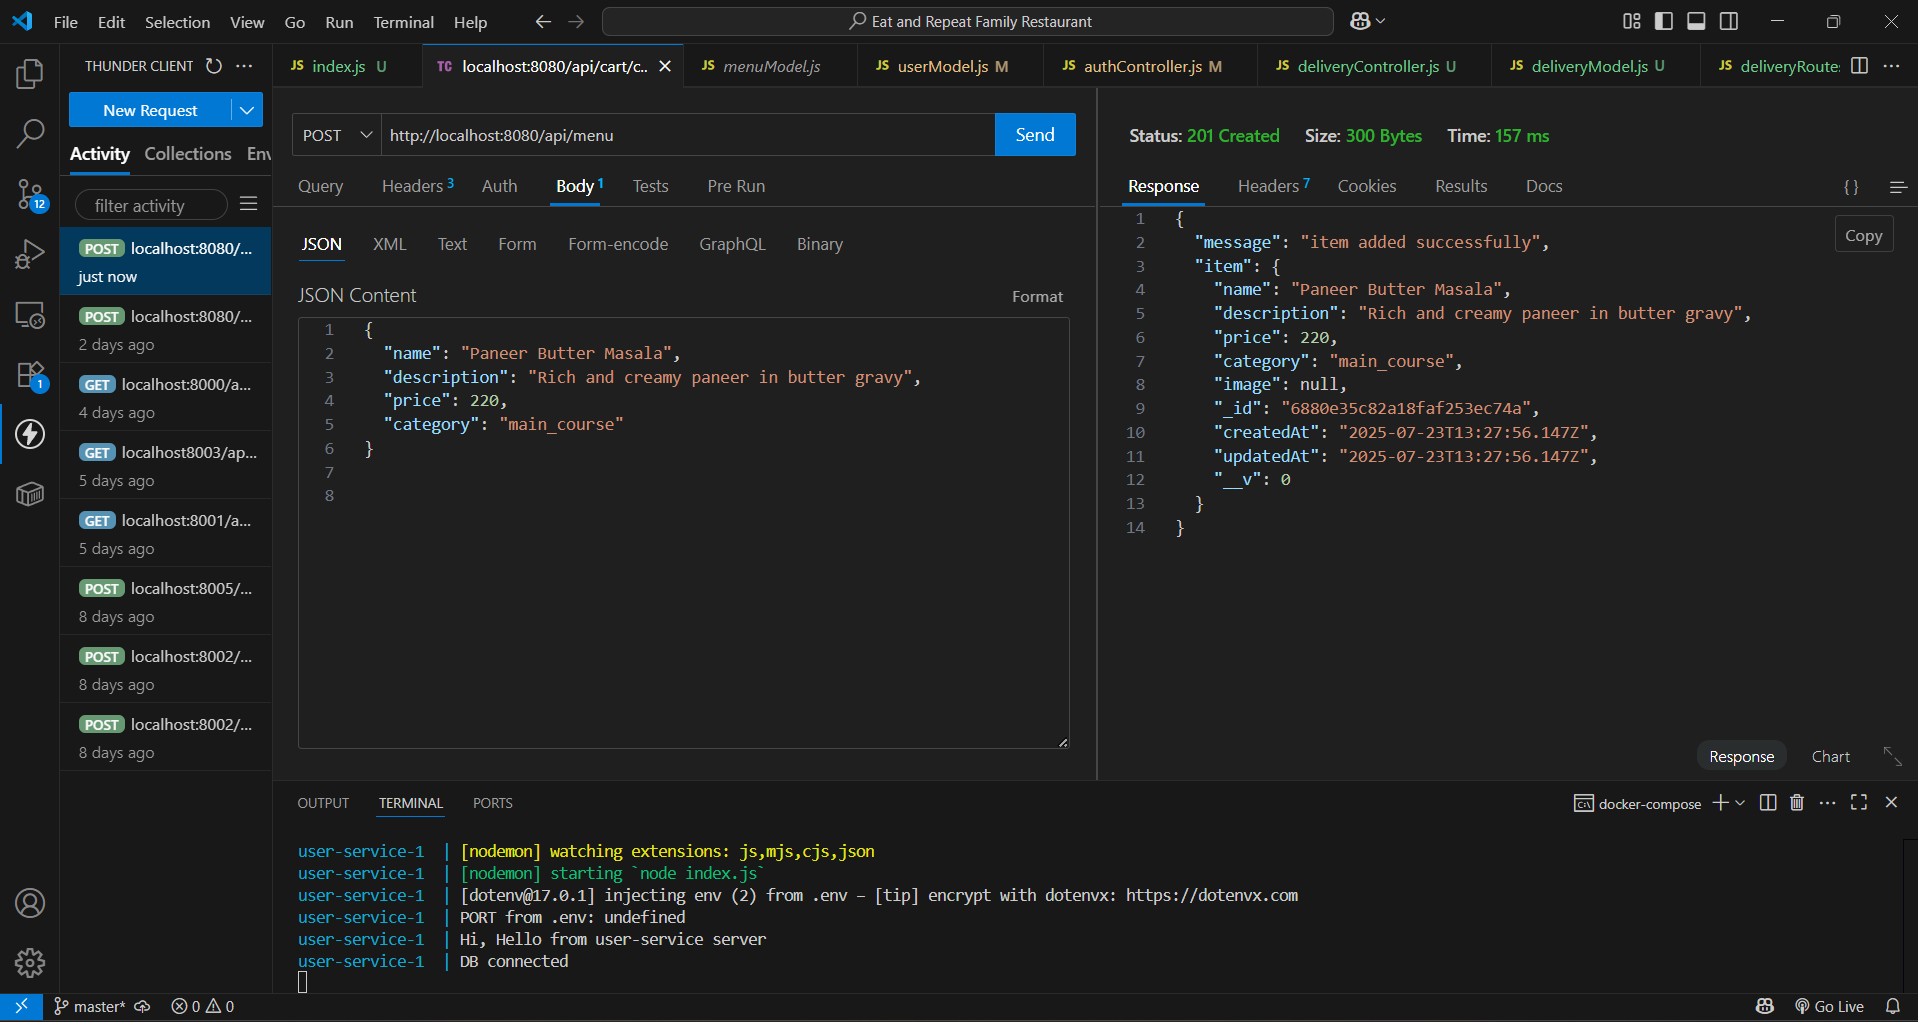 File Edit Selection View Go Run Terminal Help
Eat and Repeat Family Restaurant
THUNDER CLIENT
New Request
Activity Collections Env
filter activity
POST localhost:8080/...
just now
POST localhost:8080/...
2 days ago
GET localhost:8000/a...
4 days ago
GET localhost8003/ap...
5 days ago
GET localhost:8001/a...
5 days ago
POST localhost:8005/...
8 days ago
POST localhost:8002/...
8 days ago
POST localhost:8002/...
8 days ago
12
1
JS index.js U
TC localhost:8080/api/cart/c..
JS menuModel.js
JS userModel.js M
JS authController.js M
JS deliveryController.js U
JS deliveryModel.js U
JS deliveryRoute
POST http://localhost:8080/api/menu Send
Query Headers 3 Auth Body 1 Tests Pre Run
JSON XML Text Form Form-encode GraphQL Binary
JSON Content Format
1 {
2 "name": "Paneer Butter Masala",
3 "description": "Rich and creamy paneer in butter gravy",
4 "price": 220,
5 "category": "main_course"
6 }
7
8
Status: 201 Created Size: 300 Bytes Time: 157 ms
Response Headers 7 Cookies Results Docs { }
Copy
1 {
2 "message": "item added successfully",
3 "item": {
4 "name": "Paneer Butter Masala",
5 "description": "Rich and creamy paneer in butter gravy",
6 "price": 220,
7 "category": "main_course",
8 "image": null,
9 "_id": "6880e35c82a18faf253ec74a",
10 "createdAt": "2025-07-23T13:27:56.147Z",
11 "updatedAt": "2025-07-23T13:27:56.147Z",
12 "__v": 0
13 }
14 }
Response Chart
OUTPUT TERMINAL PORTS
docker-compose
user-service-1 | [nodemon] watching extensions: js,mjs,cjs,json
user-service-1 | [nodemon] starting `node index.js`
user-service-1 | [dotenv@17.0.1] injecting env (2) from .env – [tip] encrypt with dotenvx: https://dotenvx.com
user-service-1 | PORT from .env: undefined
user-service-1 | Hi, Hello from user-service server
user-service-1 | DB connected
master* 0 0 Go Live